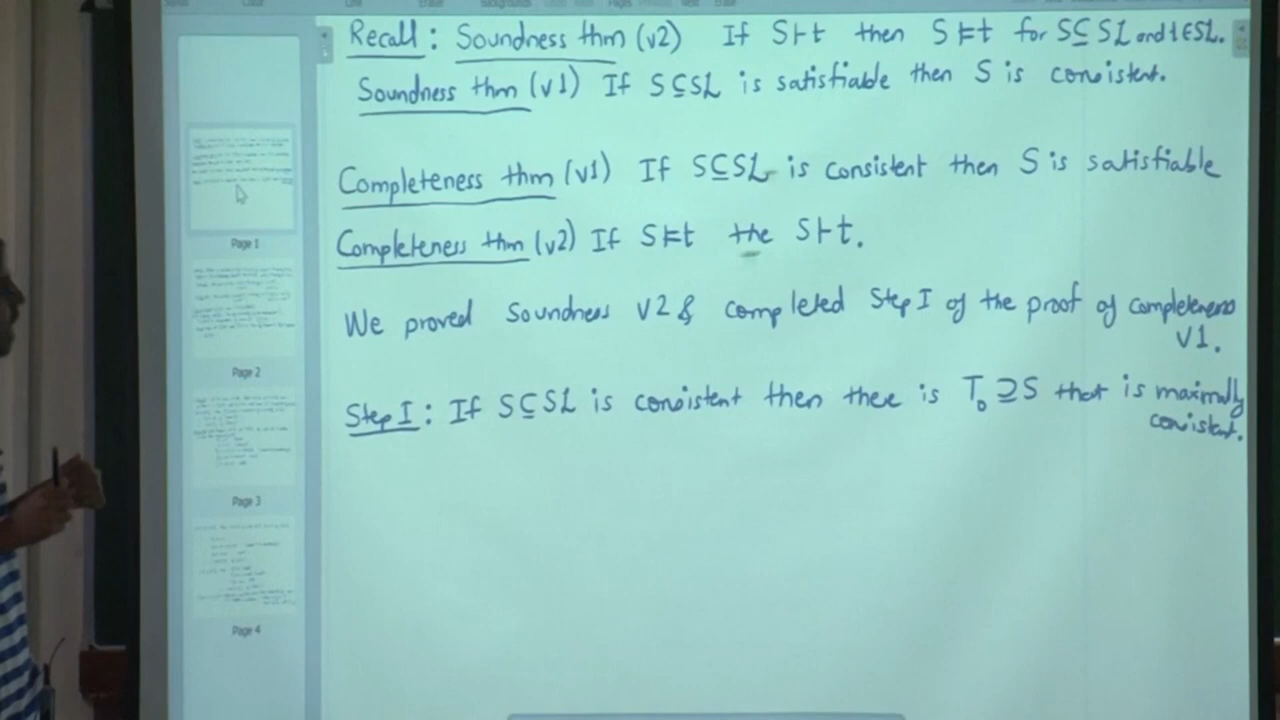 Recall : Soundness thm (v2) If S⊢t then S⊨t for S⊆SL and t∈SL.
Soundness thm (v1) If S⊆SL is satisfiable then S is consistent.
Completeness thm (v1) If S⊆SL is consistent then S is satisfiable
Completeness thm (v2) If S⊨t the S⊢t.
We proved Soundness V2 & completed Step I of the proof of completeness
V1.
Step I : If S⊆SL is consistent then there is T₀ ⊇S that is maximally
consistent.
Page 1
Page 2
Page 3
Page 4